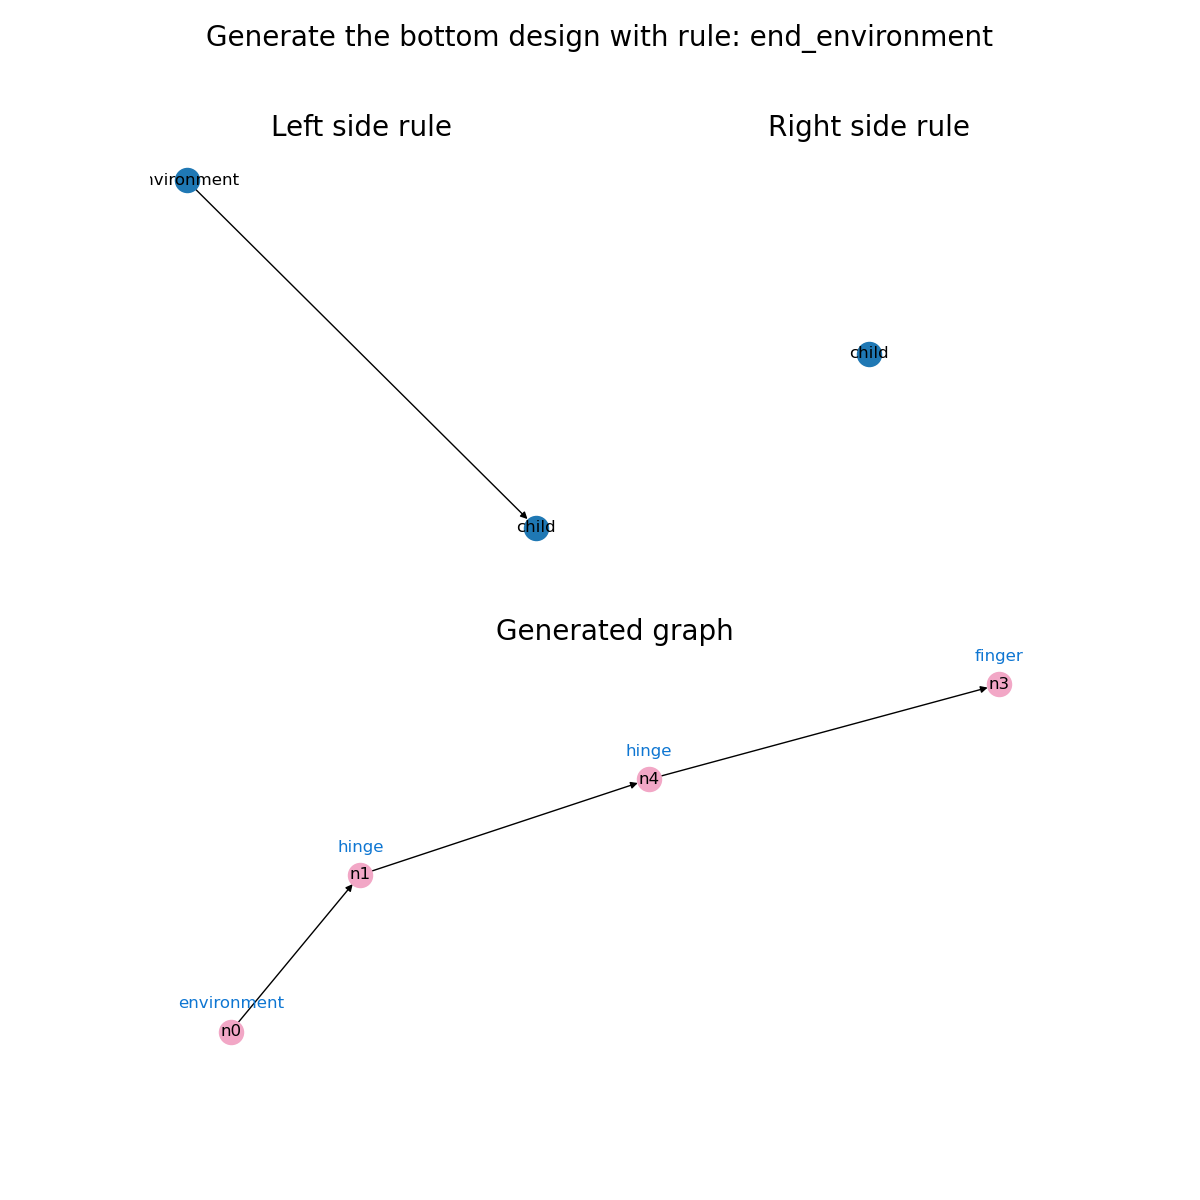 Generate the bottom design with rule: end_environment
Left side rule
Right side rule
nvironment
child
child
Generated graph
finger
n3
hinge
n4
hinge
n1
environment
n0